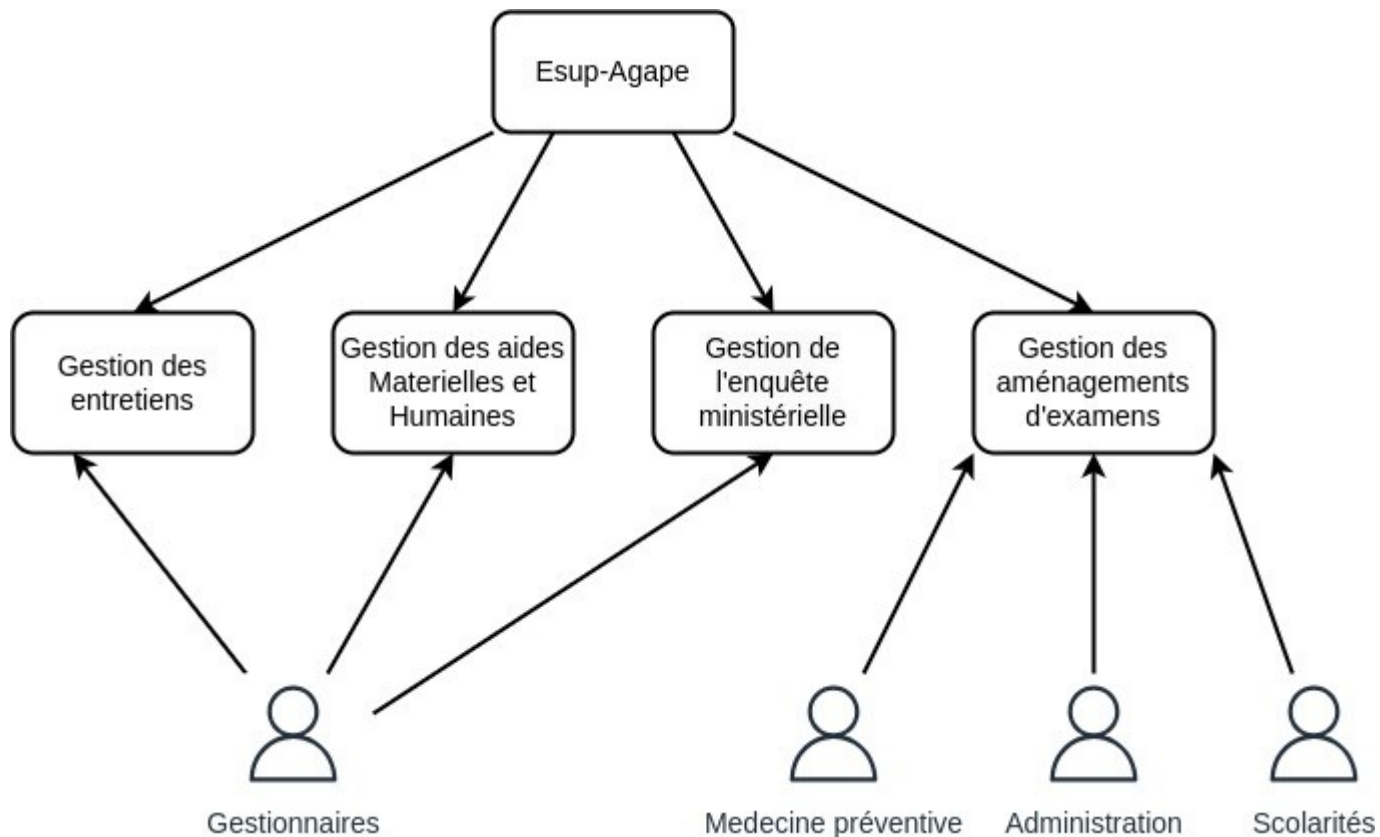 Esup-Agape
Gestion des
entretiens
Gestion des aides
Materielles et
Humaines
Gestion de
l'enquête
ministérielle
Gestion des
aménagements
d'examens
Gestionnaires
Medecine préventive
Administration
Scolarités